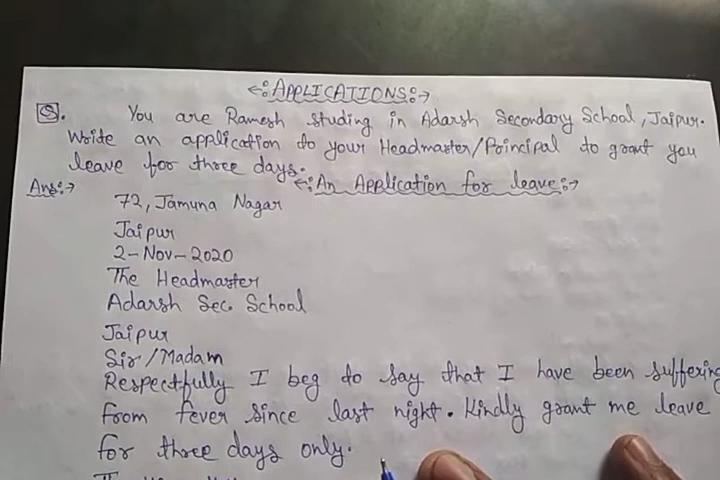 ←:APPLICATIONS:→
Q. You are Ramesh studing in Adarsh Secondary School, Jaipur.
Write an application to your Headmaster/Principal to grant you
leave for three days.
←:An Application for leave:→
Ans:→
72, Jamuna Nagar
Jaipur
2-Nov-2020
The Headmaster
Adarsh Sec. School
Jaipur
Sir/Madam
Respectfully I beg to say that I have been suffering
from fever since last night. Kindly grant me leave
for three days only.